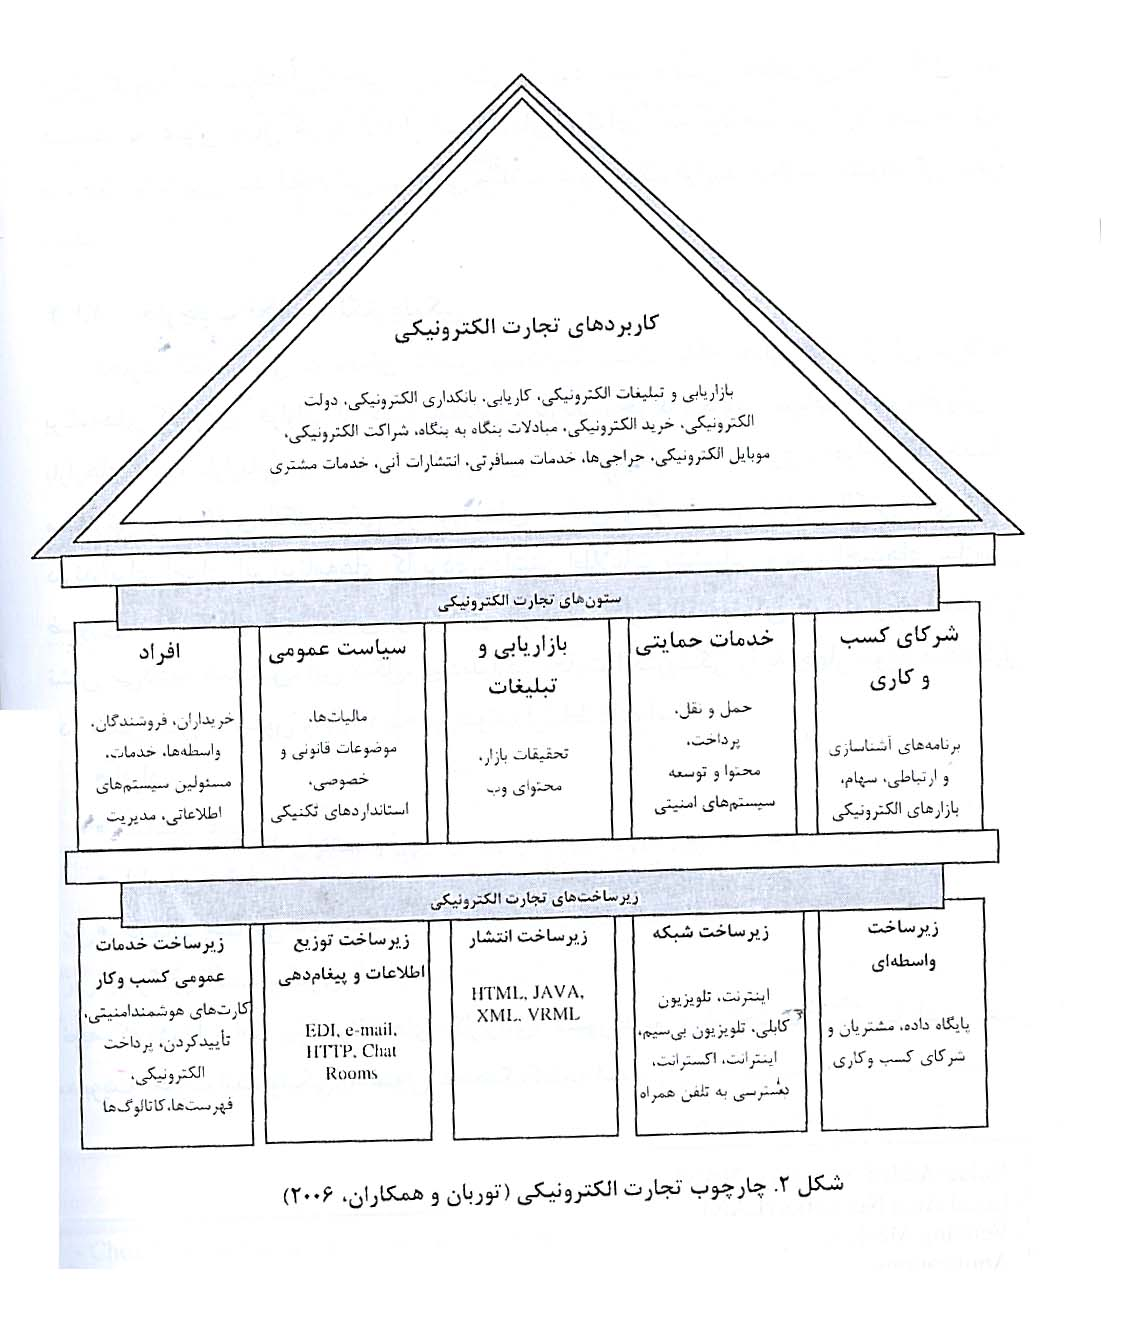 کاربردهای تجارت الکترونیکی
بازاریابی و تبلیغات الکترونیکی، کاریابی، بانکداری الکترونیکی، دولت
الکترونیکی، خرید الکترونیکی، مبادلات بنگاه به بنگاه، شراکت الکترونیکی،
موبایل الکترونیکی، حراجی‌ها، خدمات مسافرتی، انتشارات آنی، خدمات مشتری
ستون‌های تجارت الکترونیکی
شرکای کسب
و کاری
برنامه‌های آشناسازی
و ارتباطی، سهام،
بازارهای الکترونیکی
خدمات حمایتی
حمل و نقل،
پرداخت،
محتوا و توسعه
سیستم‌های امنیتی
بازاریابی و
تبلیغات
تحقیقات بازار،
محتوای وب
سیاست عمومی
مالیات‌ها،
موضوعات قانونی و
خصوصی،
استانداردهای تکنیکی
افراد
خریداران، فروشندگان،
واسطه‌ها، خدمات،
مسئولین سیستم‌های
اطلاعاتی، مدیریت
زیرساخت‌های تجارت الکترونیکی
زیرساخت
واسطه‌ای
پایگاه داده، مشتریان و
شرکای کسب وکاری
زیرساخت شبکه
اینترنت، تلویزیون
کابلی، تلویزیون بی‌سیم،
اینترانت، اکسترانت،
دسترسی به تلفن همراه
زیرساخت انتشار
HTML, JAVA,
XML, VRML
زیرساخت توزیع
اطلاعات و پیغام‌دهی
EDI, e-mail,
HTTP, Chat
Rooms
زیرساخت خدمات
عمومی کسب وکار
کارت‌های هوشمندامنیتی،
تأییدکردن، پرداخت
الکترونیکی،
فهرست‌ها،کاتالوگ‌ها
شکل ۲. چارچوب تجارت الکترونیکی (توربان و همکاران، ۲۰۰۶)